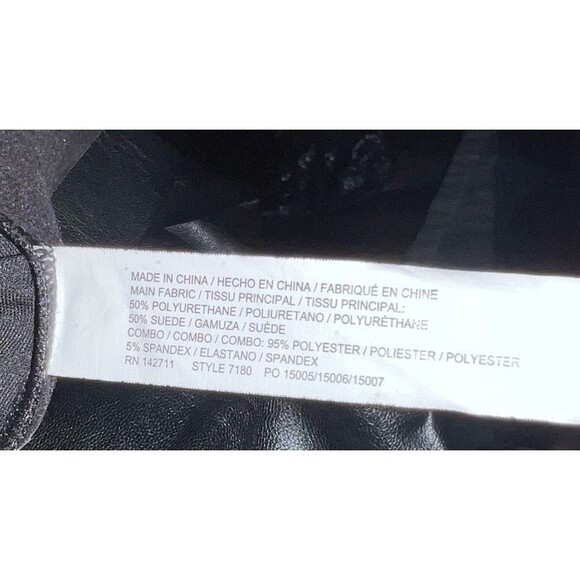 MADE IN CHINA / HECHO EN CHINA / FABRIQUÉ EN CHINE
MAIN FABRIC / TISSU PRINCIPAL / TISSU PRINCIPAL:
50% POLYURETHANE / POLIURETANO / POLYURÉTHANE
50% SUEDE / GAMUZA / SUÈDE
COMBO / COMBO / COMBO: 95% POLYESTER / POLIESTER / POLYESTER
5% SPANDEX / ELASTANO / SPANDEX
RN 142711 STYLE 7180 PO 15005/15006/15007